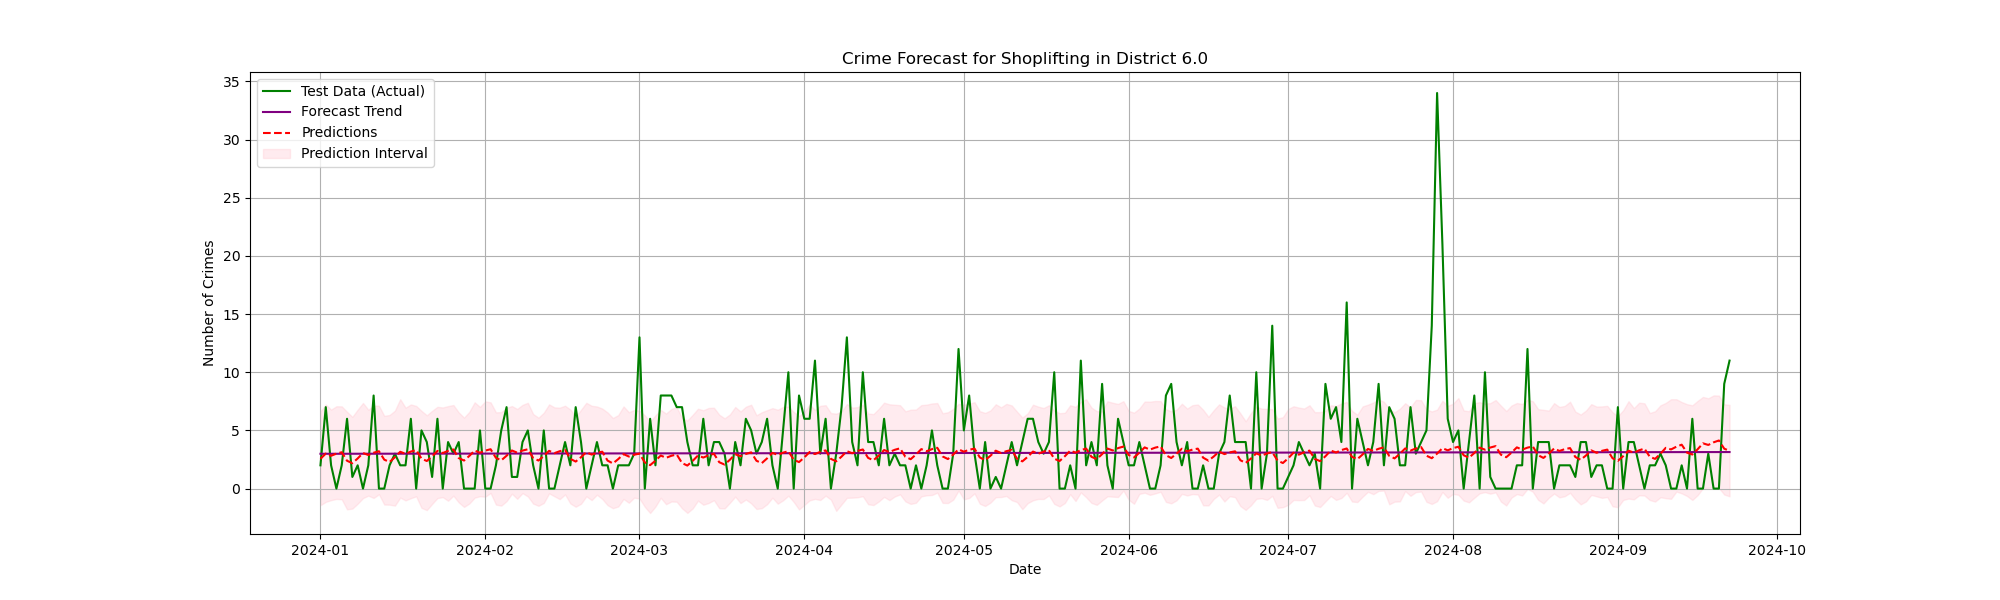 Crime Forecast for Shoplifting in District 6.0
35
30
25
20
15
10
5
0
Number of Crimes
Test Data (Actual)
Forecast Trend
Predictions
Prediction Interval
2024-01 2024-02 2024-03 2024-04 2024-05 2024-06 2024-07 2024-08 2024-09 2024-10
Date